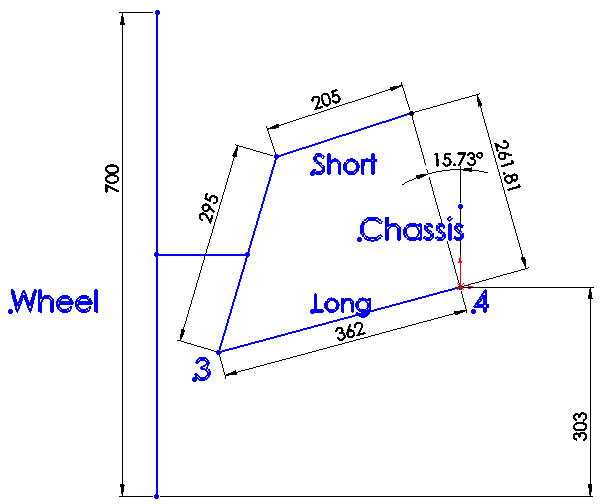 205
.Short
15.73°
261.81
700
295
.Chassis
.Wheel
.Long
.4
362
.3
303